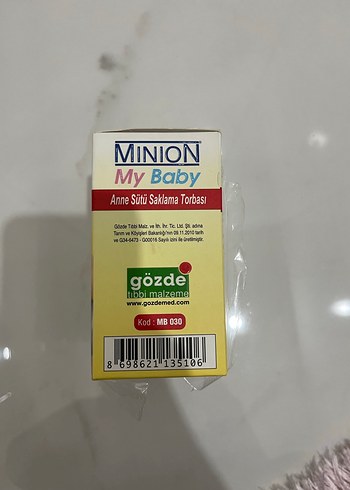 MINION
My Baby
Anne Sütü Saklama Torbası
Gözde Tıbbi Malz. ve İth. İhr. Tic. Ltd. Şti. adına
Tarım ve Köyişleri Bakanlığı'nın 09.11.2010 tarih
ve G34-6473 - G00016 Sayılı izni ile üretilmiştir.
gözde
tıbbi malzeme
www.gozdemed.com
Kod : MB 030
8 698621 135106